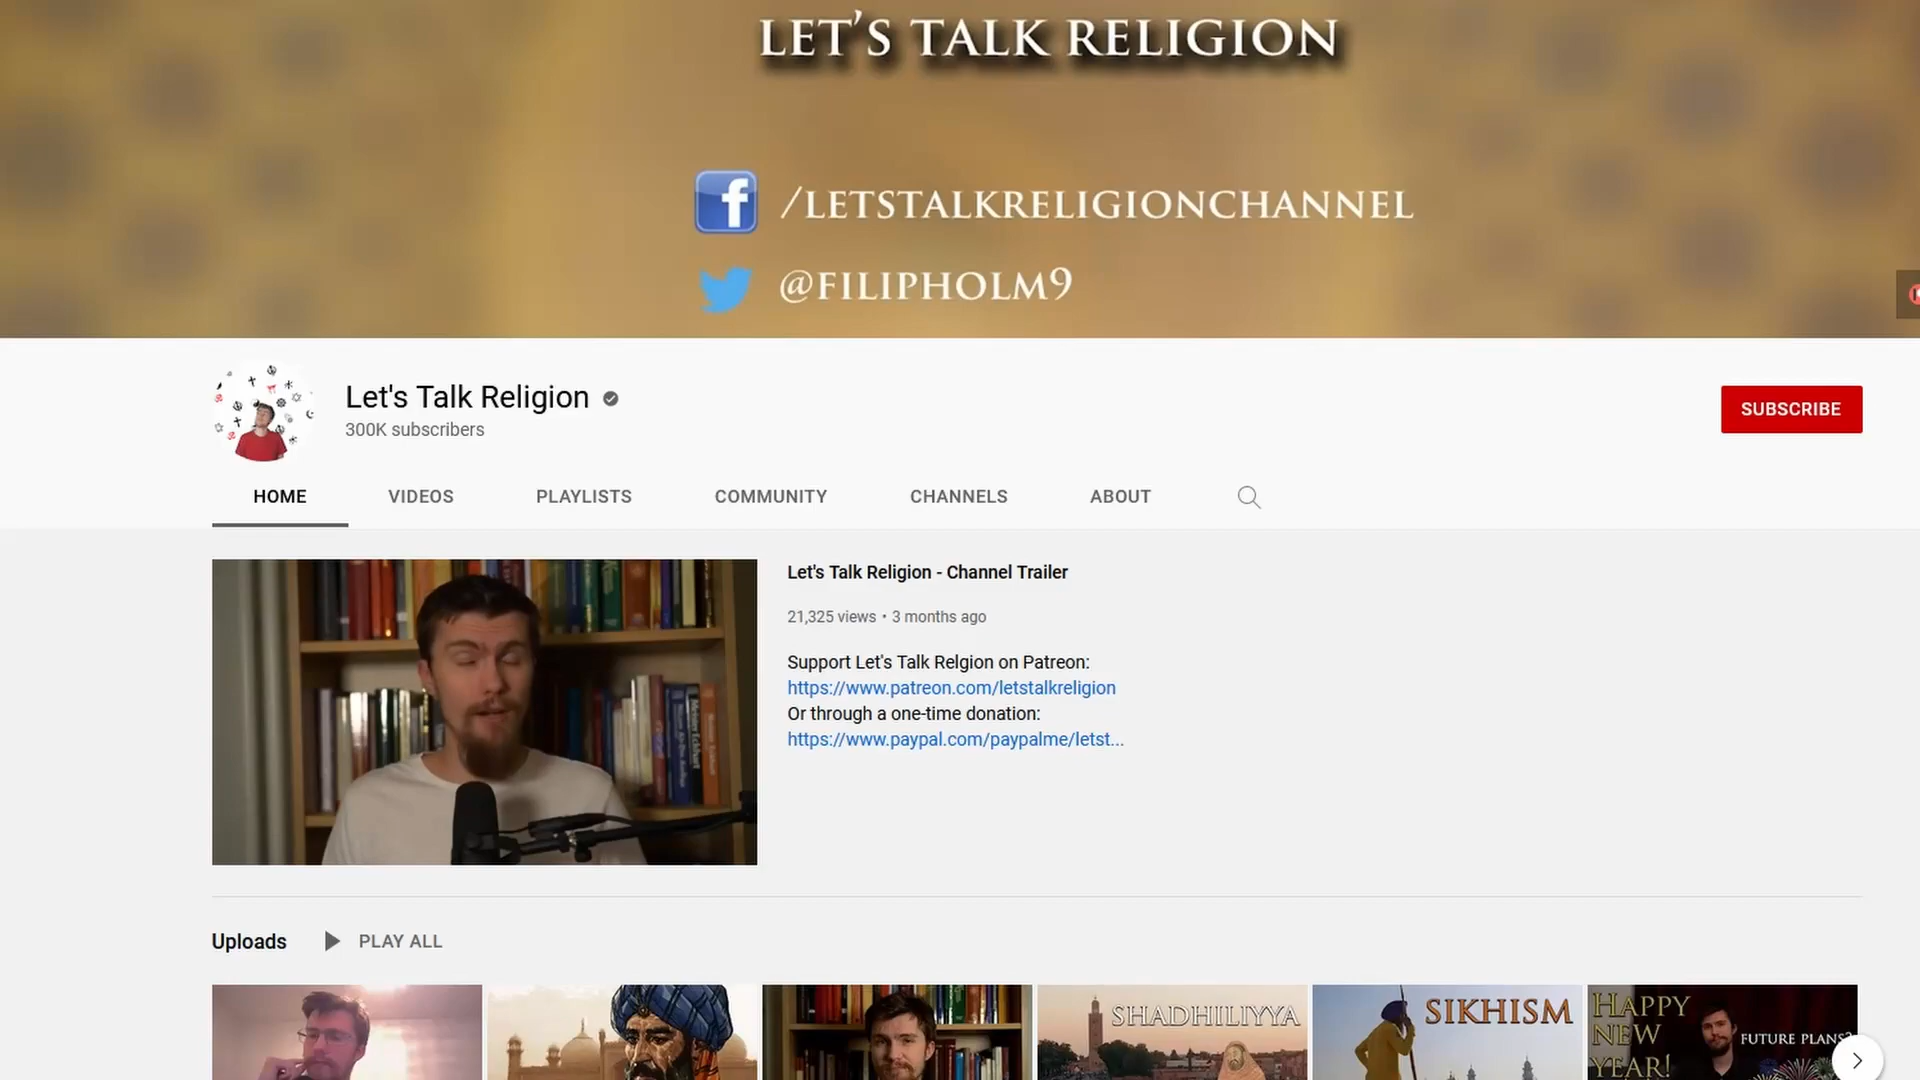 LET'S TALK RELIGION
/LETSTALKRELIGIONCHANNEL
@FILIPHOLM9
Let's Talk Religion
300K subscribers
SUBSCRIBE
HOME
VIDEOS
PLAYLISTS
COMMUNITY
CHANNELS
ABOUT
Let's Talk Religion - Channel Trailer
21,325 views • 3 months ago
Support Let's Talk Relgion on Patreon:
https://www.patreon.com/letstalkreligion
Or through a one-time donation:
https://www.paypal.com/paypalme/letst...
Meister Eckhart
Uploads
PLAY ALL
SHADHILIYYA
SIKHISM
HAPPY
NEW
YEAR!
FUTURE PLANS?